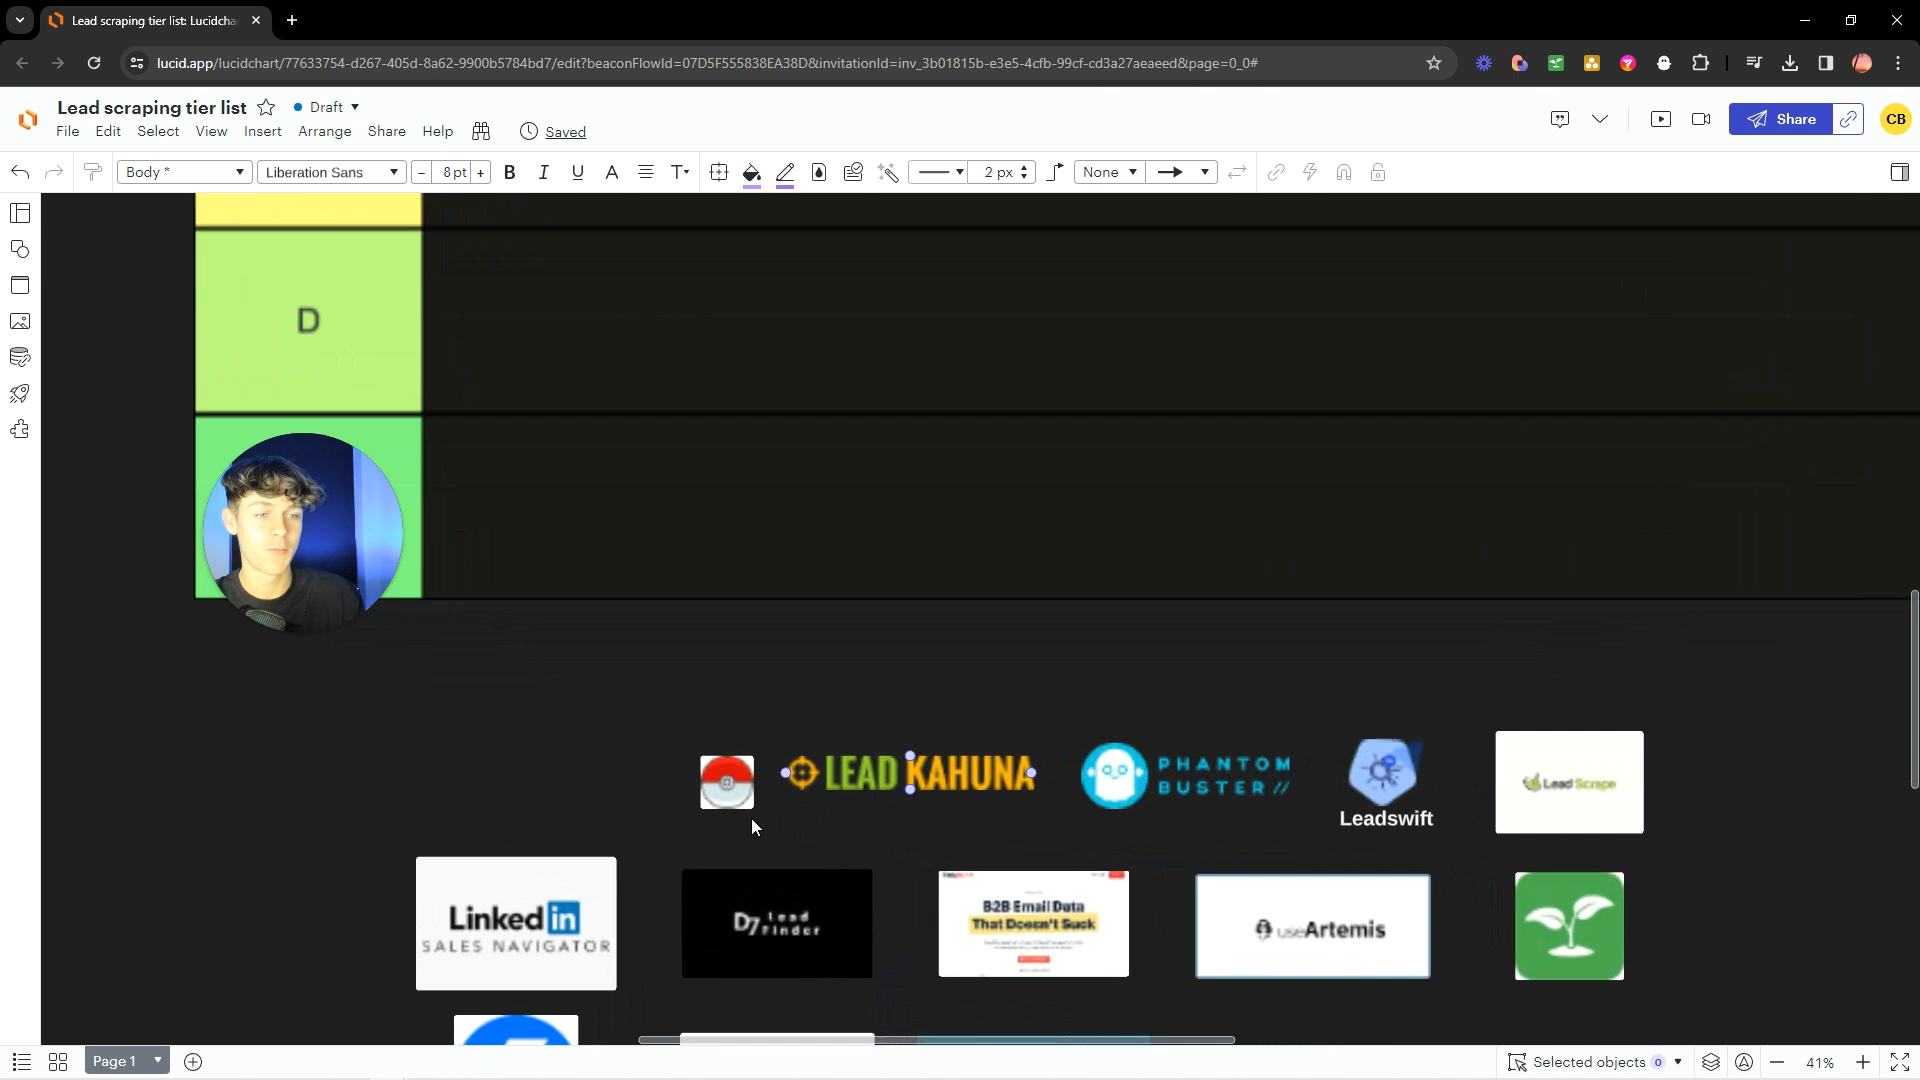 Lead scraping tier list: Lucidcha
lucid.app/lucidchart/77633754-d267-405d-8a62-9900b5784bd7/edit?beaconFlowId=07D5F555838EA38D&invitationId=inv_3b01815b-e3e5-4cfb-99cf-cd3a27aeaeed&page=0_0#
Lead scraping tier list
Draft
File Edit Select View Insert Arrange Share Help
Saved
Share
CB
Body *
Liberation Sans
- 8 pt +
B I U A T
2 px
None
D
LEAD KAHUNA
PHANTOM
BUSTER //
Leadswift
Lead Scrape
Linked in
SALES NAVIGATOR
D7 Lead
Finder
B2B Email Data
That Doesn't Suck
useArtemis
Page 1
Selected objects 0
41%